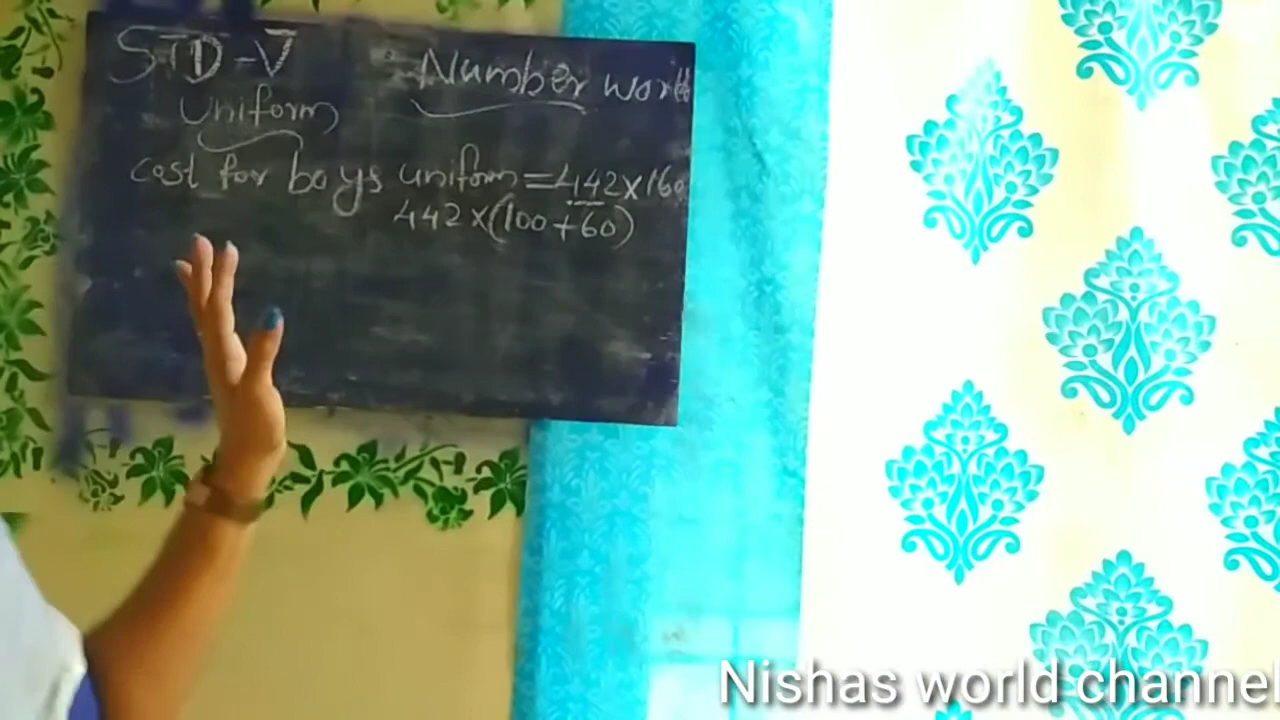 STD-V
Number world
Uniform
cost for boys uniform = 442 x 160
442 x (100 + 60)
Nishas world channel